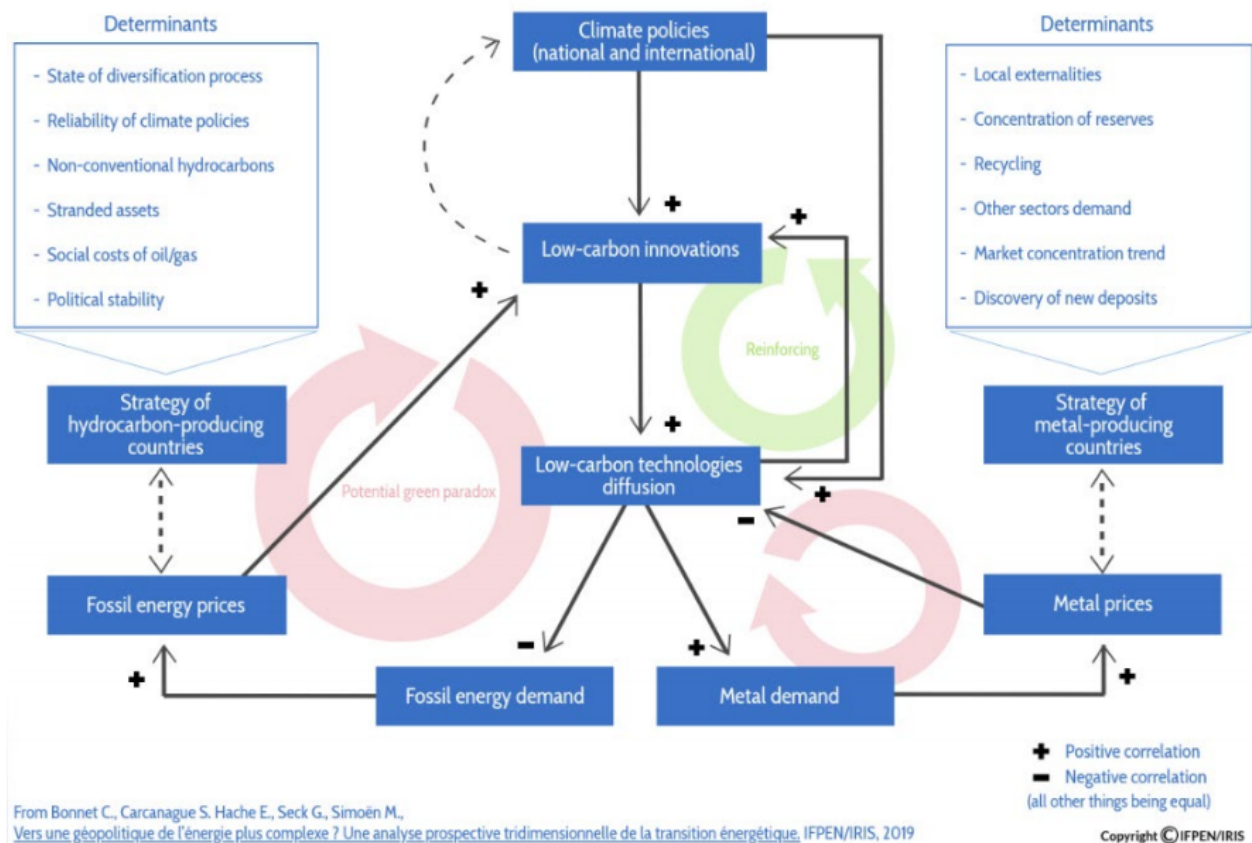 Determinants
- State of diversification process
- Reliability of climate policies
- Non-conventional hydrocarbons
- Stranded assets
- Social costs of oil/gas
- Political stability
Climate policies
(national and international)
Determinants
- Local externalities
- Concentration of reserves
- Recycling
- Other sectors demand
- Market concentration trend
- Discovery of new deposits
+
+
Low-carbon innovations
+
Reinforcing
Strategy of
hydrocarbon-producing
countries
Potential green paradox
+
Low-carbon technologies
diffusion
+
-
Strategy of
metal-producing
countries
Fossil energy prices
Metal prices
+
-
+
+
Fossil energy demand
Metal demand
+ Positive correlation
- Negative correlation
(all other things being equal)
From Bonnet C., Carcanague S. Hache E., Seck G., Simoën M.,
Vers une géopolitique de l'énergie plus complexe ? Une analyse prospective tridimensionnelle de la transition énergétique. IFPEN/IRIS, 2019
Copyright © IFPEN/IRIS